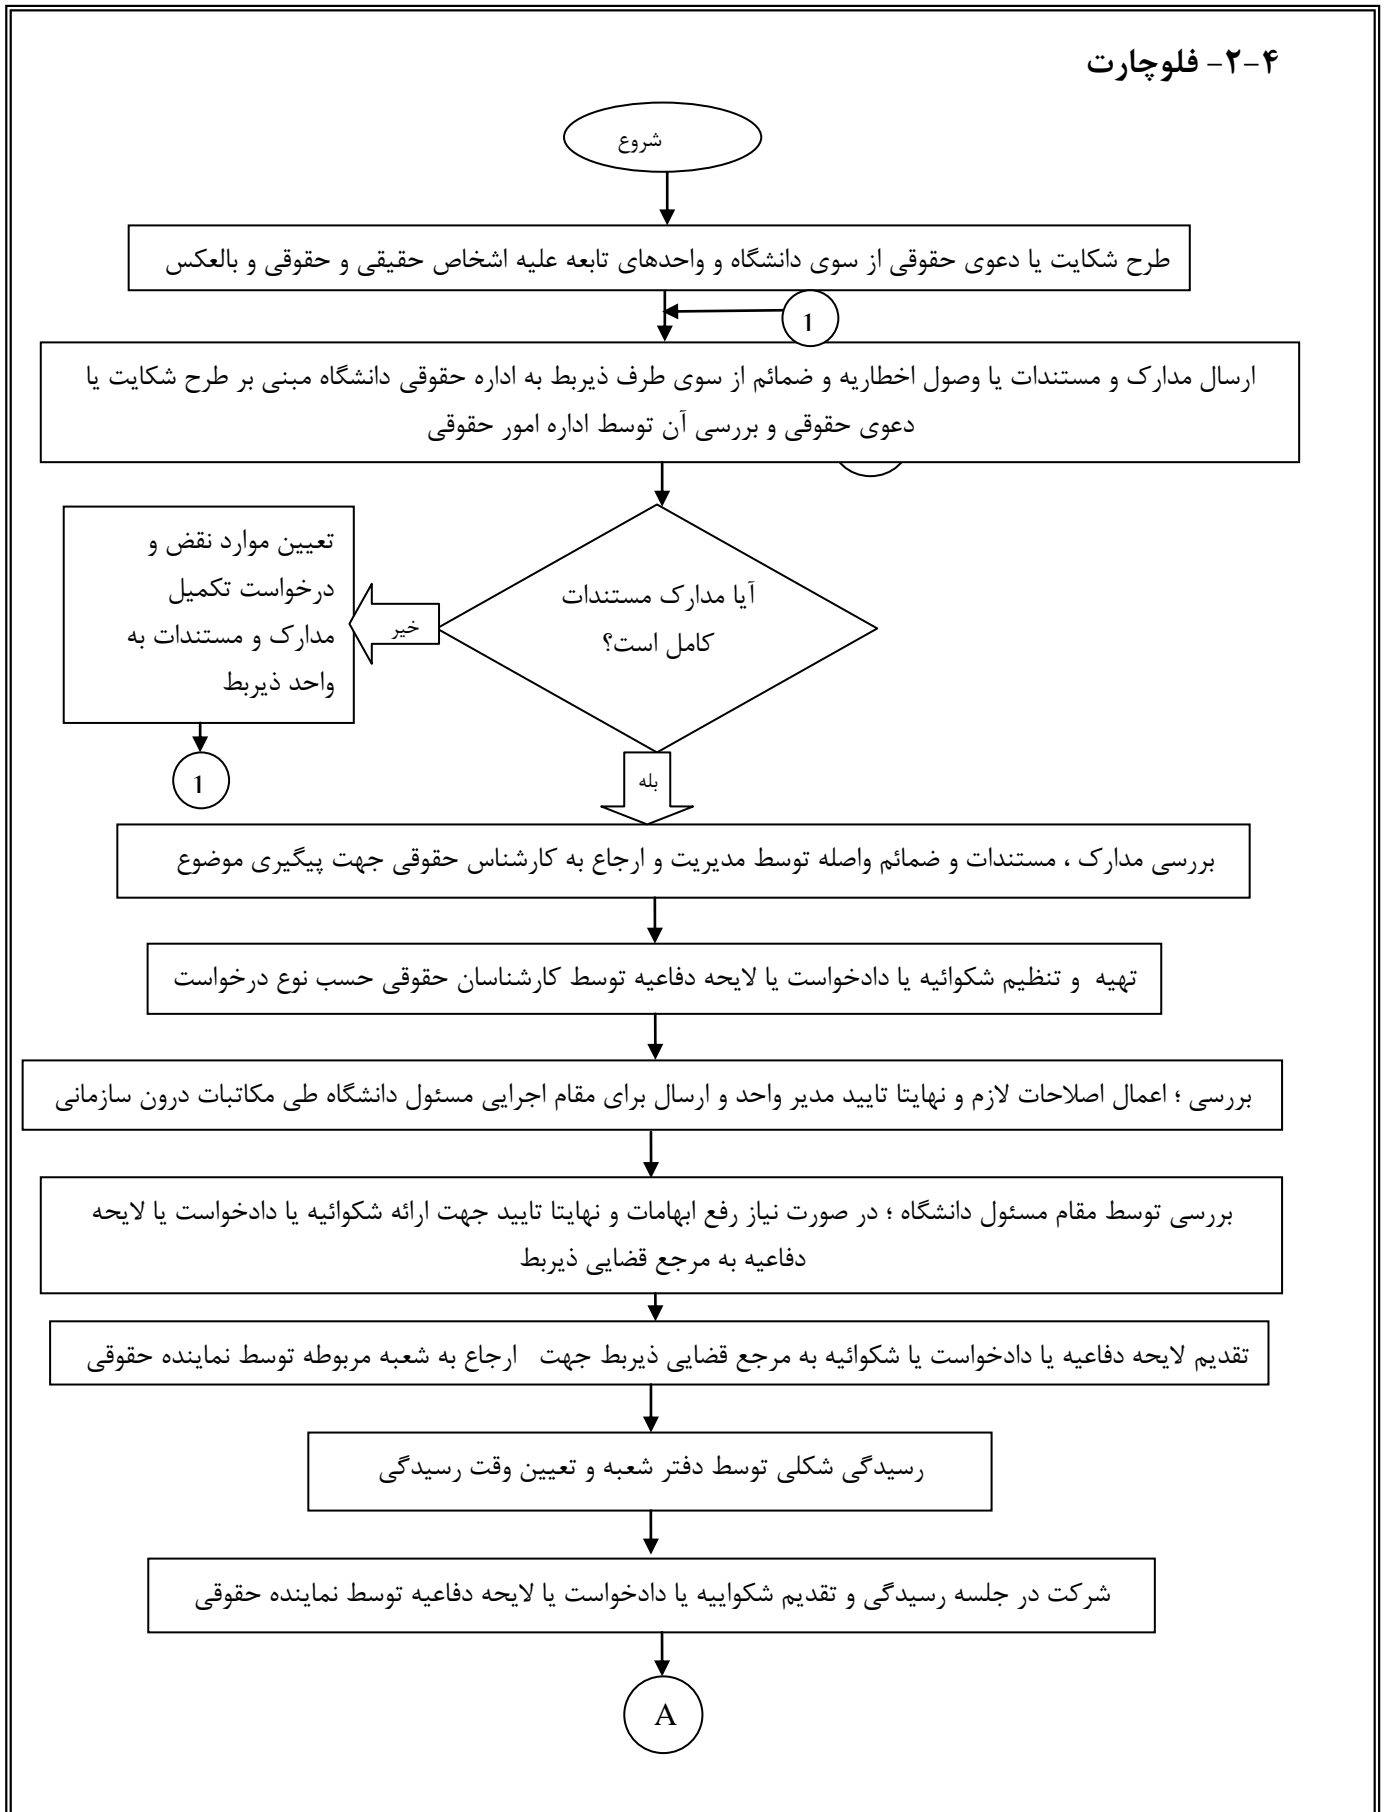 ۴-۲- فلوچارت
شروع
طرح شکایت یا دعوی حقوقی از سوی دانشگاه و واحدهای تابعه علیه اشخاص حقیقی و حقوقی و بالعکس
1
ارسال مدارک و مستندات یا وصول اخطاریه و ضمائم از سوی طرف ذیربط به اداره حقوقی دانشگاه مبنی بر طرح شکایت یا
دعوی حقوقی و بررسی آن توسط اداره امور حقوقی
آیا مدارک مستندات
کامل است؟
خیر
تعیین موارد نقض و
درخواست تکمیل
مدارک و مستندات به
واحد ذیربط
1
بله
بررسی مدارک ، مستندات و ضمائم واصله توسط مدیریت و ارجاع به کارشناس حقوقی جهت پیگیری موضوع
تهیه و تنظیم شکوائیه یا دادخواست یا لایحه دفاعیه توسط کارشناسان حقوقی حسب نوع درخواست
بررسی ؛ اعمال اصلاحات لازم و نهایتا تایید مدیر واحد و ارسال برای مقام اجرایی مسئول دانشگاه طی مکاتبات درون سازمانی
بررسی توسط مقام مسئول دانشگاه ؛ در صورت نیاز رفع ابهامات و نهایتا تایید جهت ارائه شکوائیه یا دادخواست یا لایحه
دفاعیه به مرجع قضایی ذیربط
تقدیم لایحه دفاعیه یا دادخواست یا شکوائیه به مرجع قضایی ذیربط جهت ارجاع به شعبه مربوطه توسط نماینده حقوقی
رسیدگی شکلی توسط دفتر شعبه و تعیین وقت رسیدگی
شرکت در جلسه رسیدگی و تقدیم شکواییه یا دادخواست یا لایحه دفاعیه توسط نماینده حقوقی
A